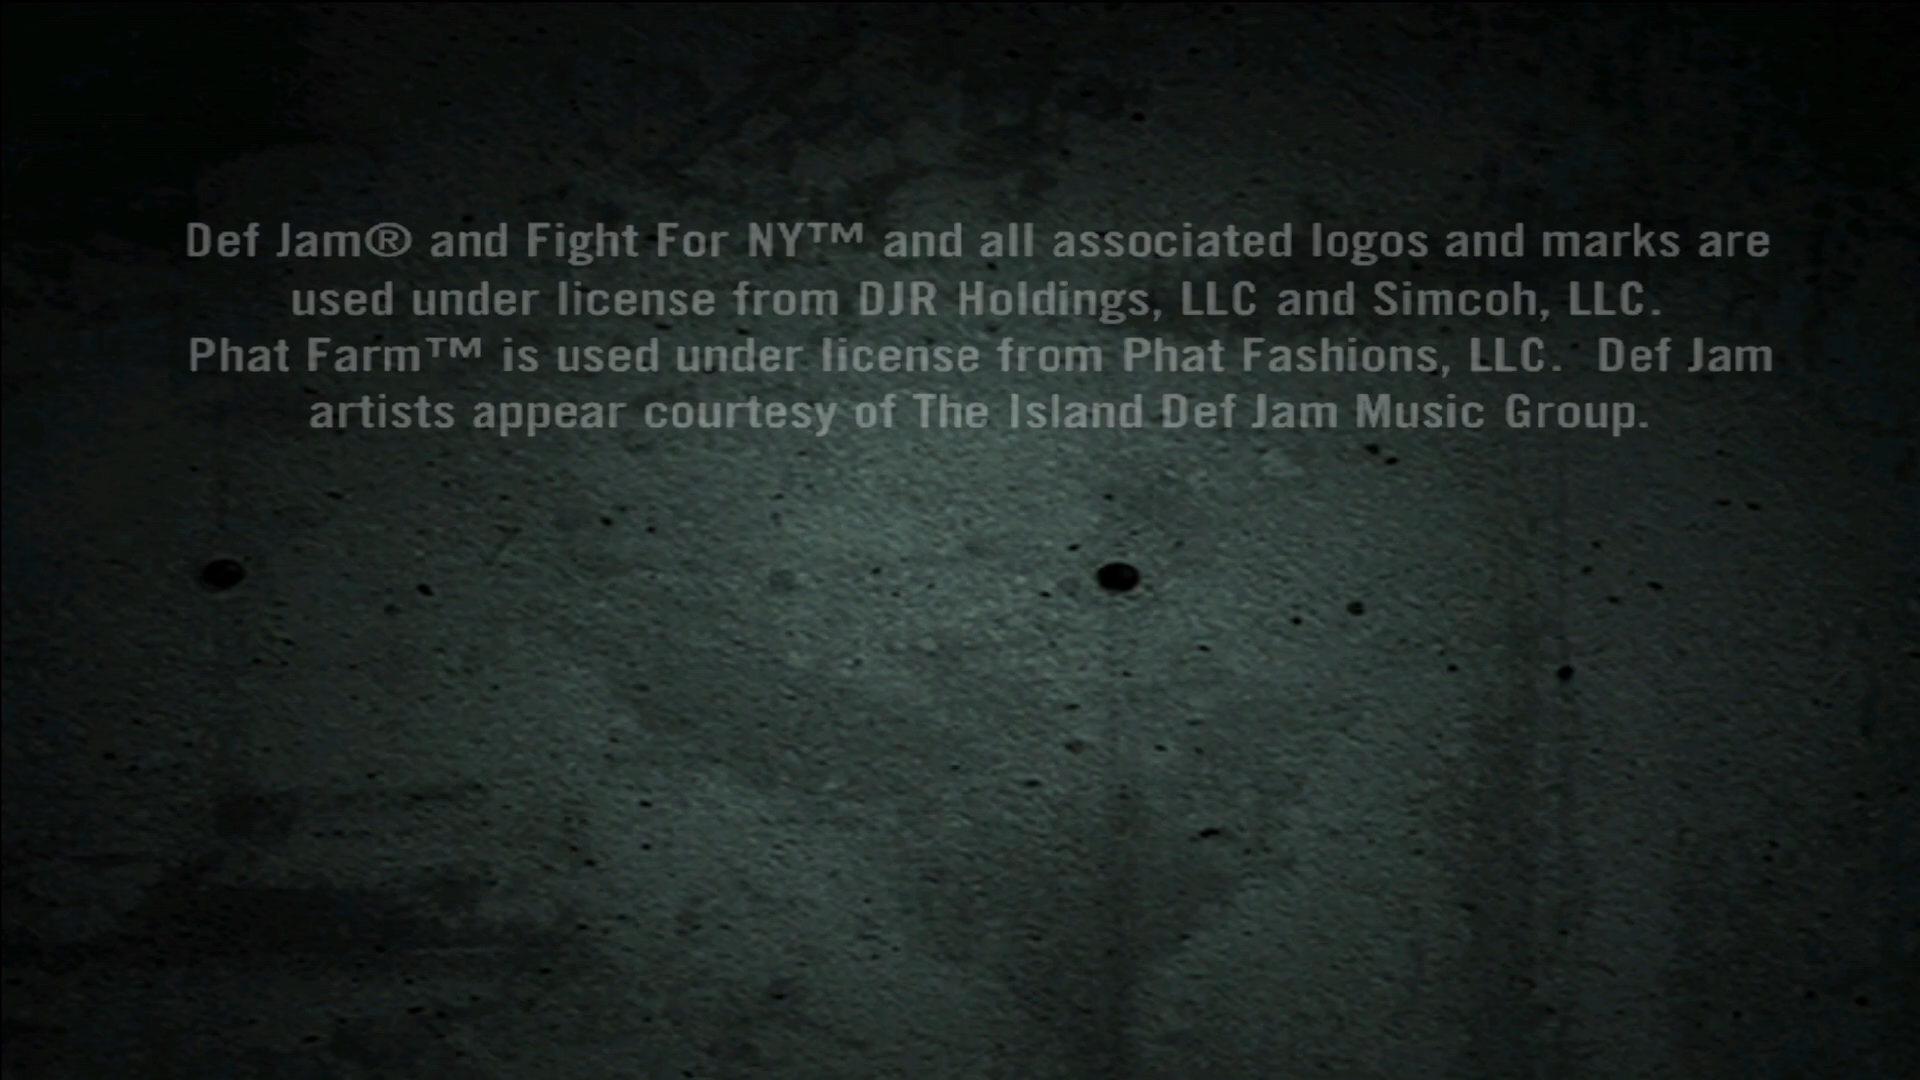 Def Jam® and Fight For NY™ and all associated logos and marks are
used under license from DJR Holdings, LLC and Simcoh, LLC.
Phat Farm™ is used under license from Phat Fashions, LLC.  Def Jam
artists appear courtesy of The Island Def Jam Music Group.